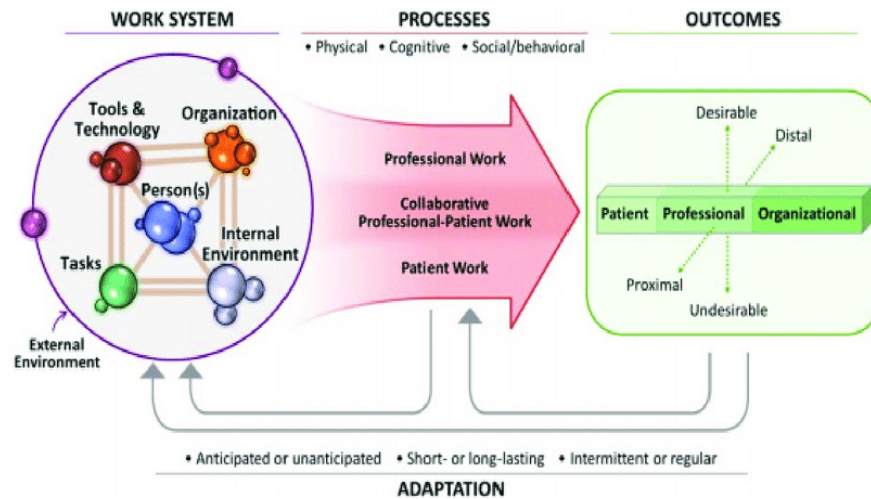 WORK SYSTEM
PROCESSES
OUTCOMES
• Physical • Cognitive • Social/behavioral
Tools &
Technology
Organization
Person(s)
Internal
Environment
Tasks
External
Environment
Professional Work
Collaborative
Professional-Patient Work
Patient Work
Desirable
Distal
Patient Professional Organizational
Proximal
Undesirable
• Anticipated or unanticipated • Short- or long-lasting • Intermittent or regular
ADAPTATION